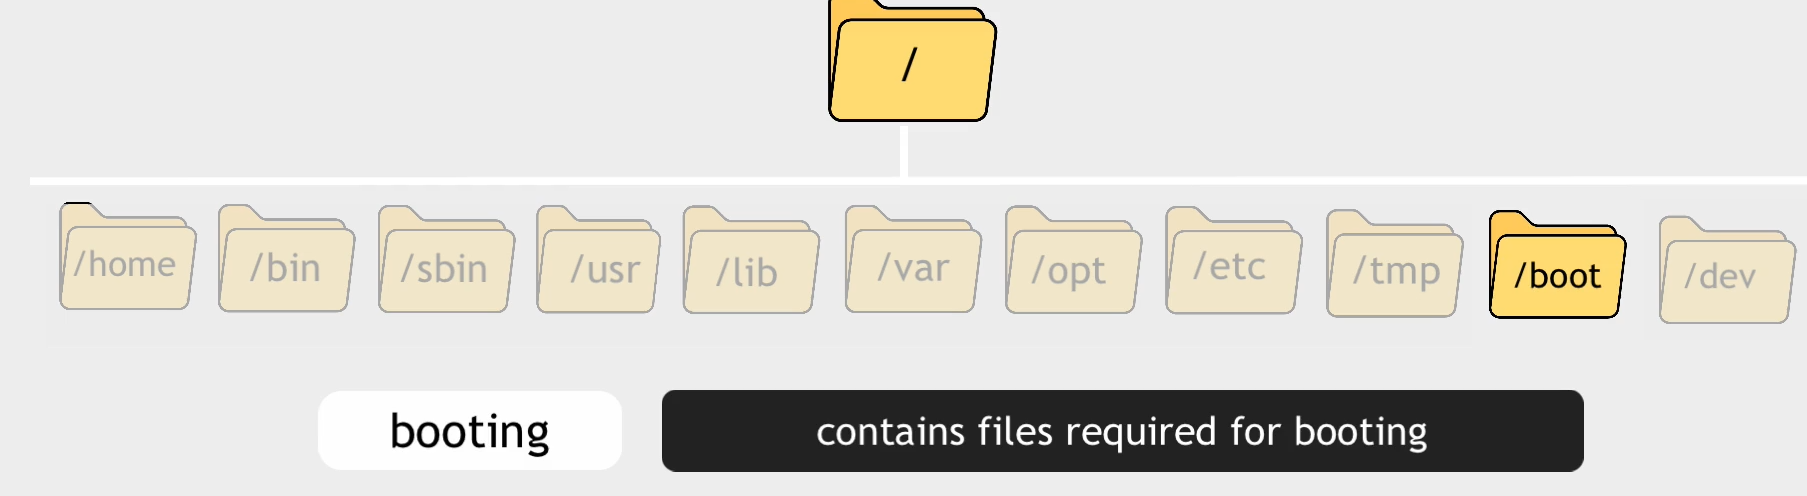 /
/home
/bin
/sbin
/usr
/lib
/var
/opt
/etc
/tmp
/boot
/dev
booting
contains files required for booting